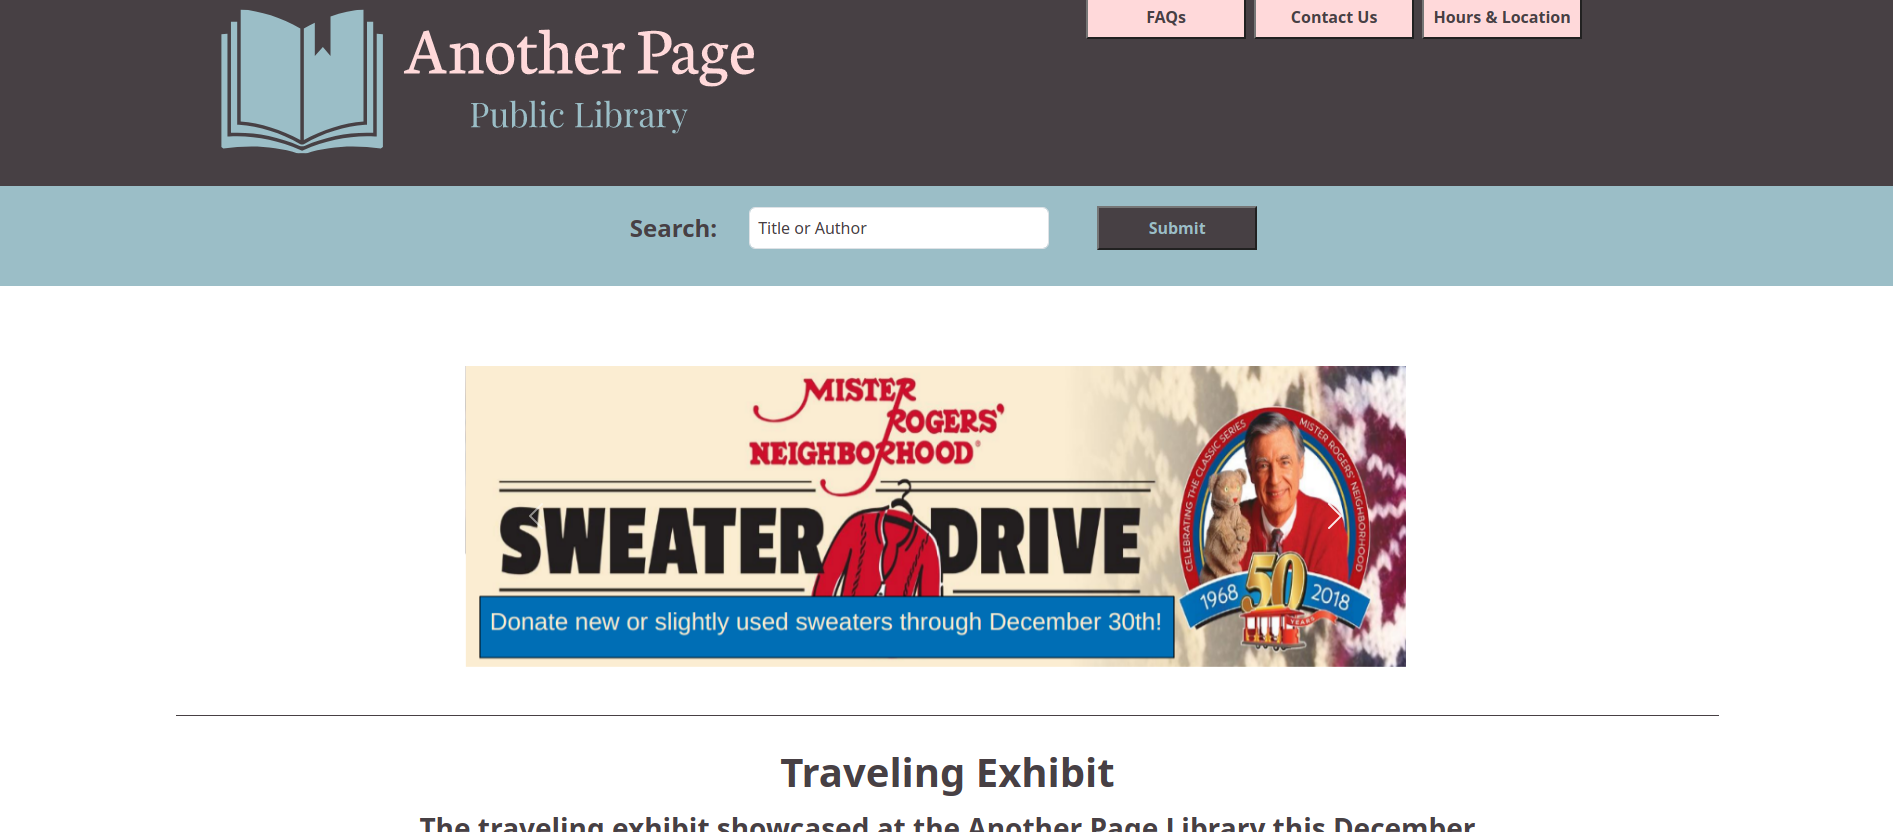 FAQs
Contact Us
Hours & Location
Another Page
Public Library
Search:
Title or Author
Submit
MISTER
ROGERS'
NEIGHBORHOOD®
SWEATER DRIVE
Donate new or slightly used sweaters through December 30th!
CELEBRATING THE CLASSIC SERIES
MISTER ROGERS' NEIGHBORHOOD
1968 50 2018
YEARS
Traveling Exhibit
The traveling exhibit showcased at the Another Page Library this December